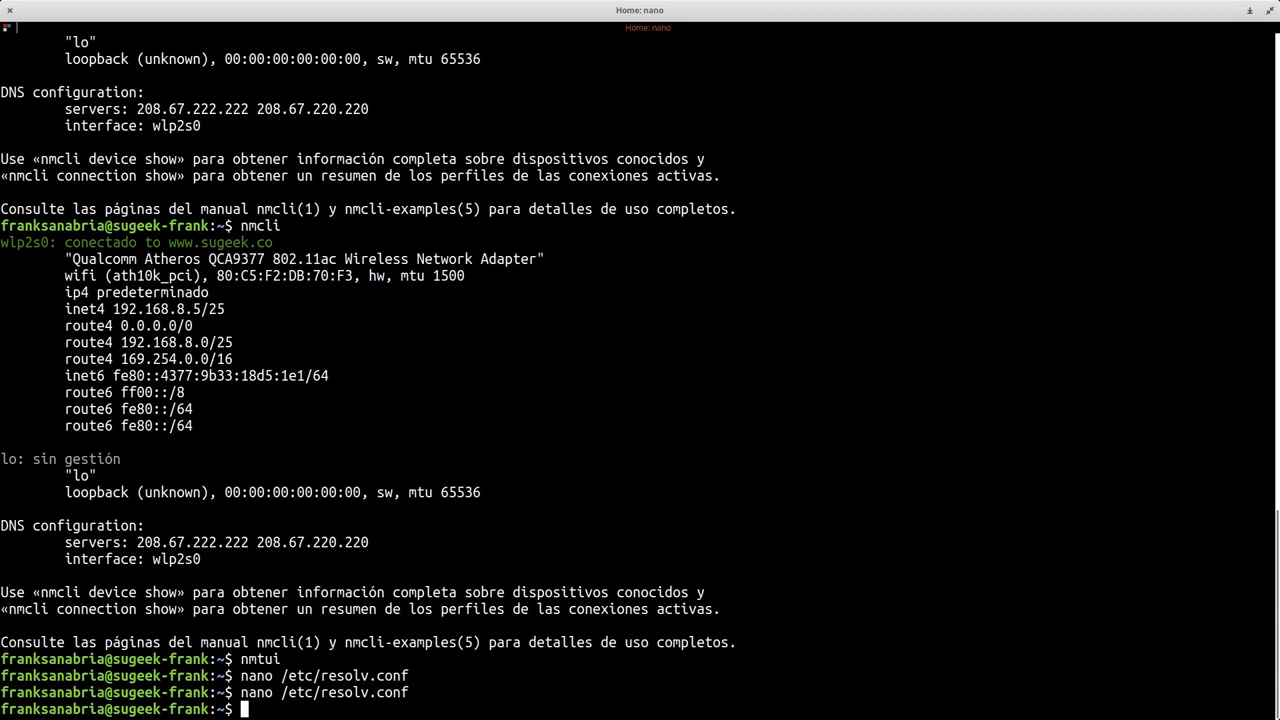 Home: nano
Home: nano
"lo"
loopback (unknown), 00:00:00:00:00:00, sw, mtu 65536
DNS configuration:
servers: 208.67.222.222 208.67.220.220
interface: wlp2s0
Use «nmcli device show» para obtener información completa sobre dispositivos conocidos y
«nmcli connection show» para obtener un resumen de los perfiles de las conexiones activas.
Consulte las páginas del manual nmcli(1) y nmcli-examples(5) para detalles de uso completos.
franksanabria@sugeek-frank:~$ nmcli
wlp2s0: conectado to www.sugeek.co
"Qualcomm Atheros QCA9377 802.11ac Wireless Network Adapter"
wifi (ath10k_pci), 80:C5:F2:DB:70:F3, hw, mtu 1500
ip4 predeterminado
inet4 192.168.8.5/25
route4 0.0.0.0/0
route4 192.168.8.0/25
route4 169.254.0.0/16
inet6 fe80::4377:9b33:18d5:1e1/64
route6 ff00::/8
route6 fe80::/64
route6 fe80::/64
lo: sin gestión
"lo"
loopback (unknown), 00:00:00:00:00:00, sw, mtu 65536
DNS configuration:
servers: 208.67.222.222 208.67.220.220
interface: wlp2s0
Use «nmcli device show» para obtener información completa sobre dispositivos conocidos y
«nmcli connection show» para obtener un resumen de los perfiles de las conexiones activas.
Consulte las páginas del manual nmcli(1) y nmcli-examples(5) para detalles de uso completos.
franksanabria@sugeek-frank:~$ nmtui
franksanabria@sugeek-frank:~$ nano /etc/resolv.conf
franksanabria@sugeek-frank:~$ nano /etc/resolv.conf
franksanabria@sugeek-frank:~$